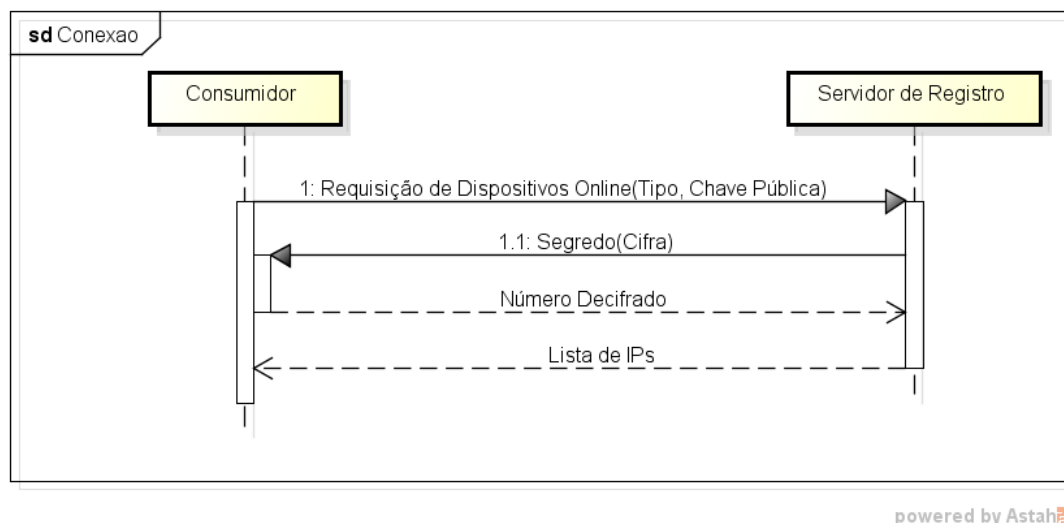 sd Conexao
Consumidor
Servidor de Registro
1: Requisição de Dispositivos Online(Tipo, Chave Pública)
1.1: Segredo(Cifra)
Número Decifrado
Lista de IPs
powered by Astah